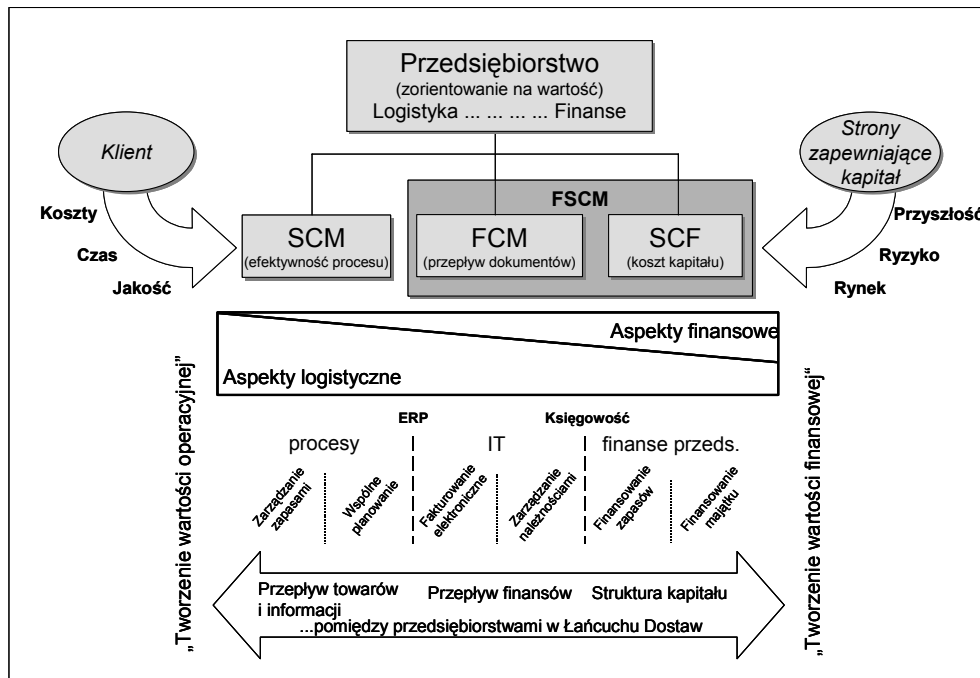 Przedsiębiorstwo
(zorientowanie na wartość)
Logistyka ... ... ... ... Finanse
Klient
Strony
zapewniające
kapitał
FSCM
Koszty
Czas
Jakość
SCM
(efektywność procesu)
FCM
(przepływ dokumentów)
SCF
(koszt kapitału)
Przyszłość
Ryzyko
Rynek
Aspekty finansowe
Aspekty logistyczne
„Tworzenie wartości operacyjnej”
„Tworzenie wartości finansowej“
ERP
Księgowość
procesy
IT
finanse przeds.
Zarządzanie
zapasami
Wspólne
planowanie
Fakturowanie
elektroniczne
Zarządzanie
należnościami
Finansowanie
zapasów
Finansowanie
majątku
Przepływ towarów
i informacji
Przepływ finansów
Struktura kapitału
...pomiędzy przedsiębiorstwami w Łańcuchu Dostaw